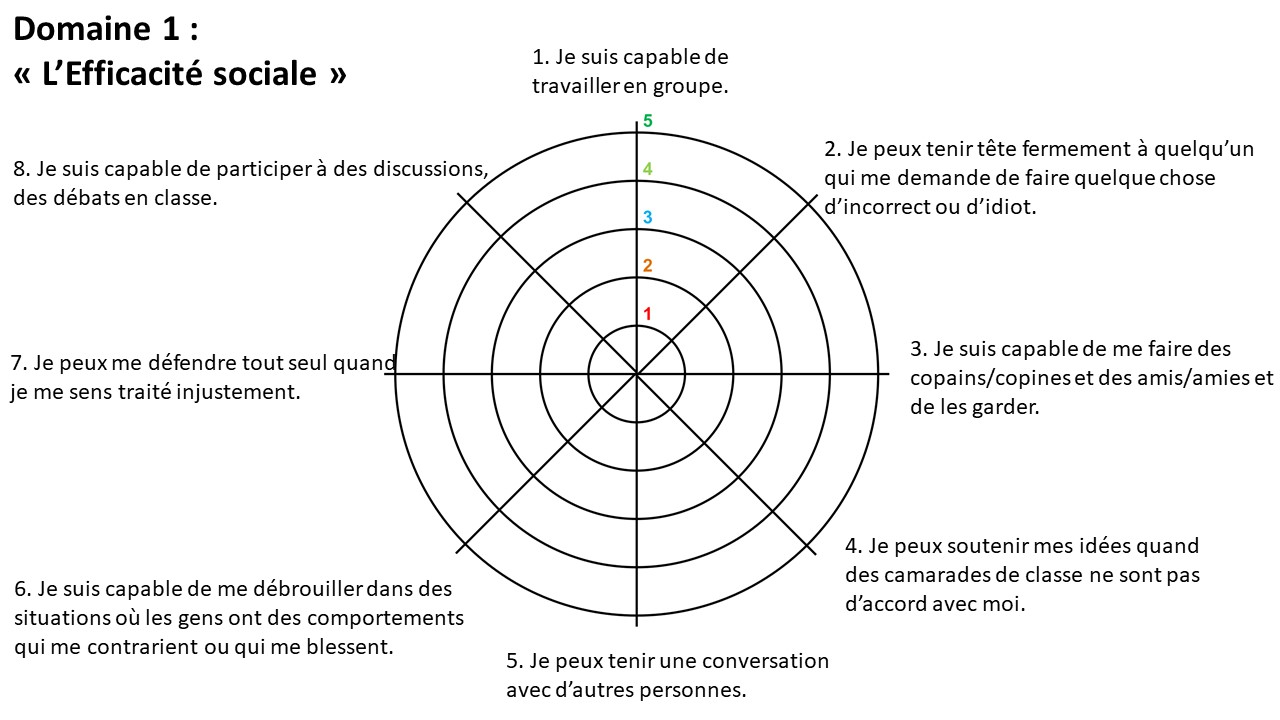 Domaine 1 :
« L’Efficacité sociale »
1. Je suis capable de
travailler en groupe.
5
4
3
2
1
2. Je peux tenir tête fermement à quelqu’un
qui me demande de faire quelque chose
d’incorrect ou d’idiot.
3. Je suis capable de me faire des
copains/copines et des amis/amies et
de les garder.
4. Je peux soutenir mes idées quand
des camarades de classe ne sont pas
d’accord avec moi.
5. Je peux tenir une conversation
avec d’autres personnes.
6. Je suis capable de me débrouiller dans des
situations où les gens ont des comportements
qui me contrarient ou qui me blessent.
7. Je peux me défendre tout seul quand
je me sens traité injustement.
8. Je suis capable de participer à des discussions,
des débats en classe.